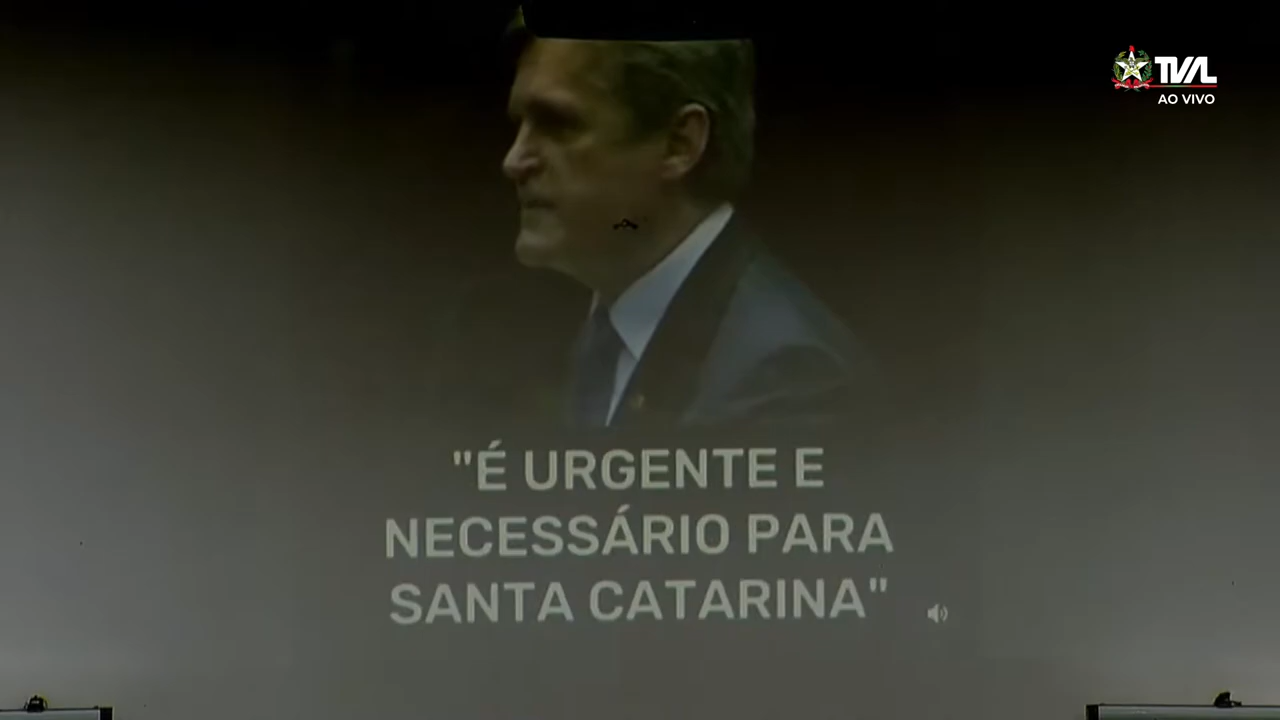 TVAL
AO VIVO
"É URGENTE E
NECESSÁRIO PARA
SANTA CATARINA"